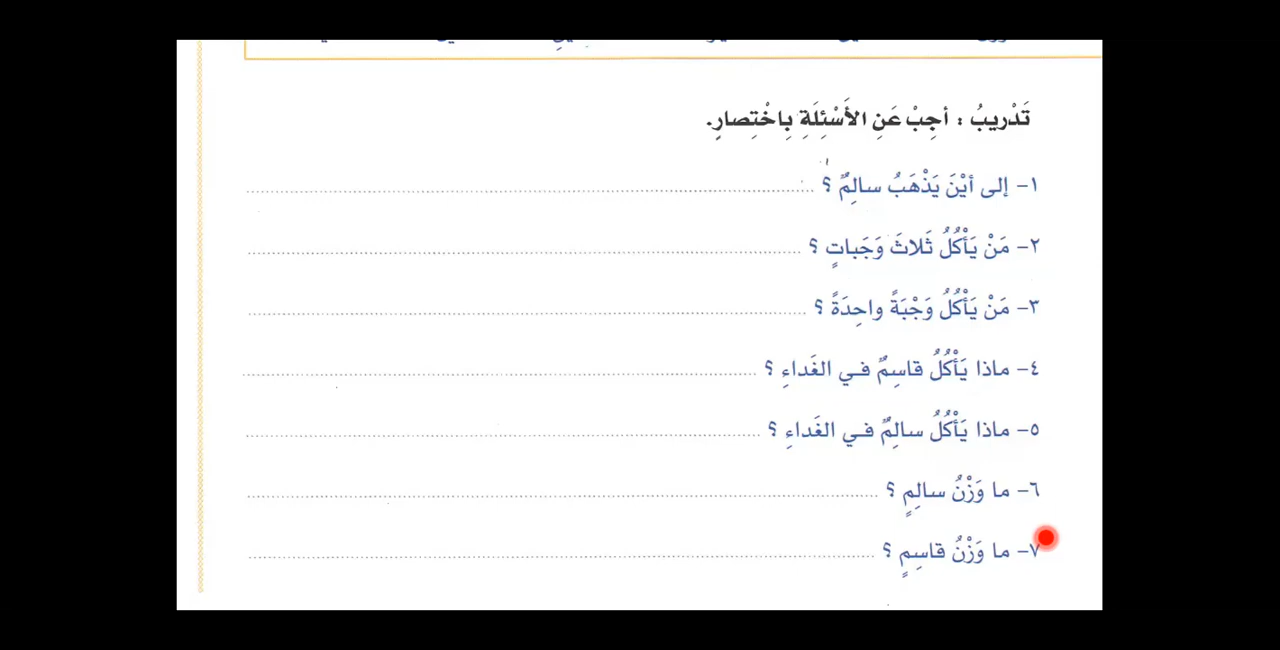 تَدْرِيبُ : أجِبْ عَنِ الأَسْئِلَةِ بِاخْتِصارِ.
١- إلى أيْنَ يَذْهَبُ سالِمٌ ؟
٢- مَنْ يَأْكُلُ ثَلاثَ وَجَباتٍ ؟
٣- مَنْ يَأْكُلُ وَجْبَةً واحِدَةً ؟
٤- ماذا يَأْكُلُ قاسِمٌ في الغَداءِ ؟
٥- ماذا يَأْكُلُ سالِمٌ في الغَداءِ ؟
٦- ما وَزْنُ سالِمٍ ؟
٧- ما وَزْنُ قاسِمٍ ؟